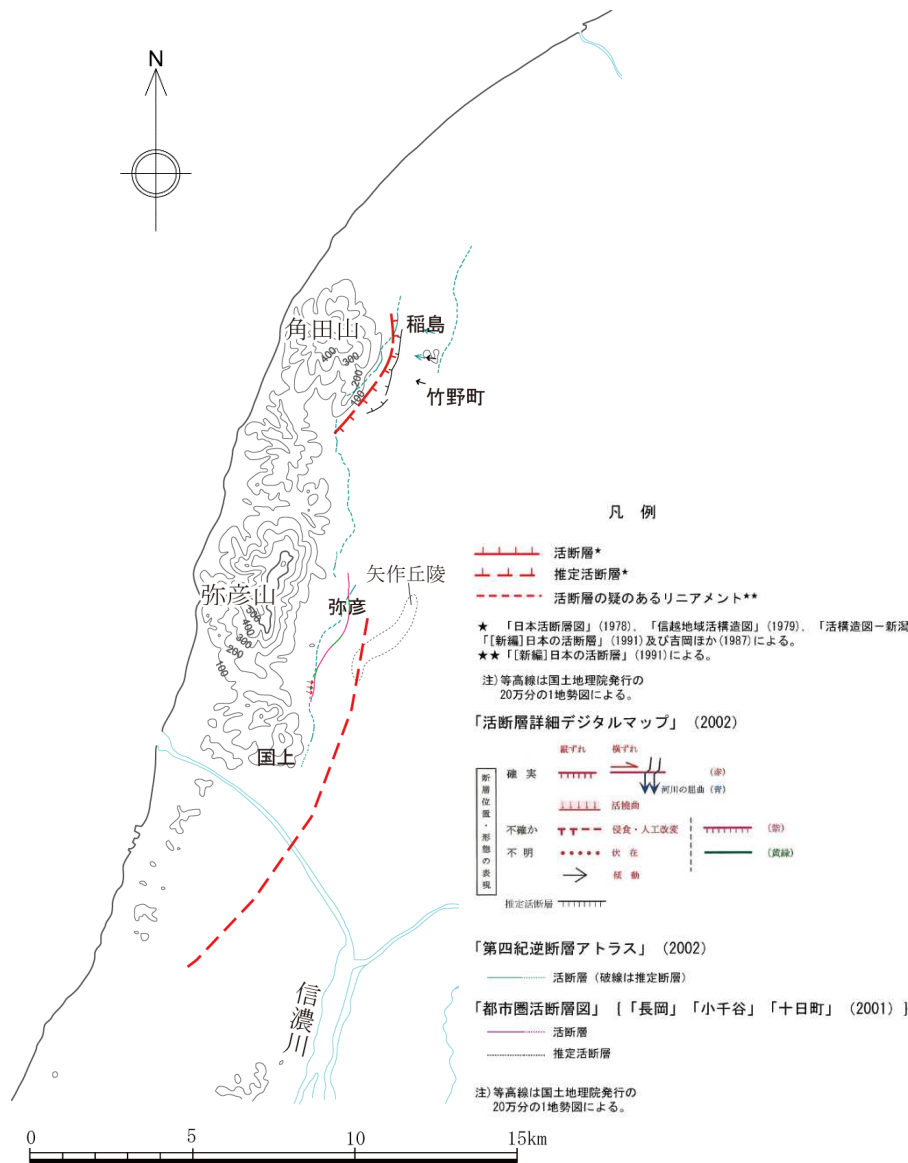 N
角田山
稲島
400
300
200
100
竹野町
凡　例
活断層★
推定活断層★
活断層の疑のあるリニアメント★★
矢作丘陵
弥彦山
弥彦
500
400
300
200
100
★　「日本活断層図」(1978)．「信越地域活構造図」(1979)．「活構造図－新潟
「[新編]日本の活断層」(1991)及び吉岡ほか(1987)による。
★★「[新編]日本の活断層」(1991)による。
注）等高線は国土地理院発行の
20万分の1地勢図による。
国上
「活断層詳細デジタルマップ」（2002）
断層位置・形態の表現
縦ずれ　横ずれ
確　実　（赤）
河川の屈曲（青）
活撓曲
不確か　侵食・人工改変　（紫）
不　明　伏　在　（黄緑）
傾　動
推定活断層
「第四紀逆断層アトラス」（2002）
活断層（破線は推定断層）
「都市圏活断層図」｛「長岡」「小千谷」「十日町」（2001）｝
活断層
推定活断層
信濃川
注）等高線は国土地理院発行の
20万分の1地勢図による。
0　5　10　15km